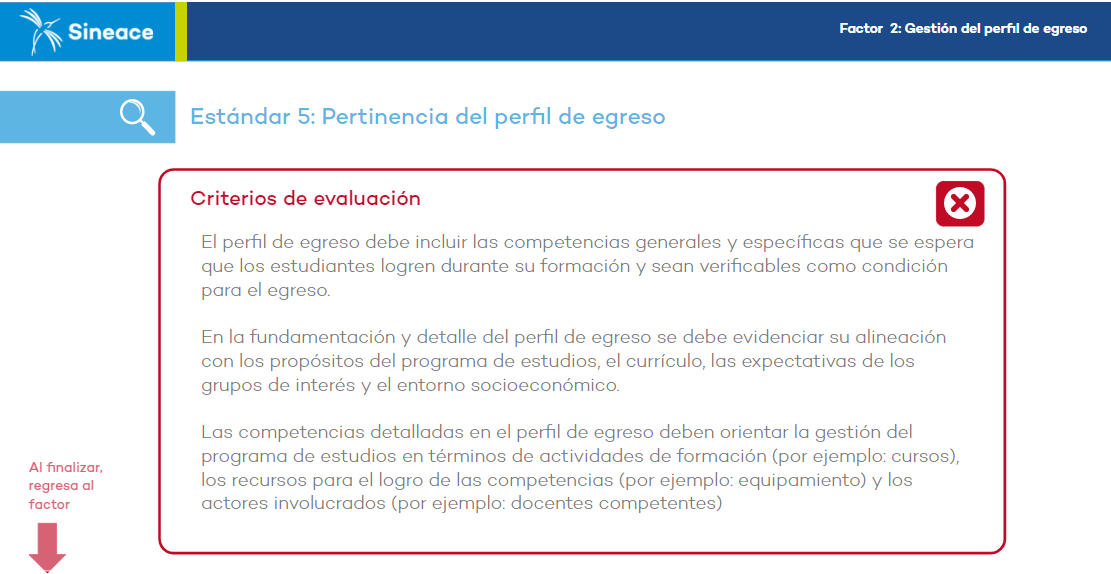 Sineace
Factor 2: Gestión del perfil de egreso
Estándar 5: Pertinencia del perfil de egreso
Criterios de evaluación
El perfil de egreso debe incluir las competencias generales y específicas que se espera
que los estudiantes logren durante su formación y sean verificables como condición
para el egreso.
En la fundamentación y detalle del perfil de egreso se debe evidenciar su alineación
con los propósitos del programa de estudios, el currículo, las expectativas de los
grupos de interés y el entorno socioeconómico.
Las competencias detalladas en el perfil de egreso deben orientar la gestión del
programa de estudios en términos de actividades de formación (por ejemplo: cursos),
los recursos para el logro de las competencias (por ejemplo: equipamiento) y los
actores involucrados (por ejemplo: docentes competentes)
Al finalizar,
regresa al
factor